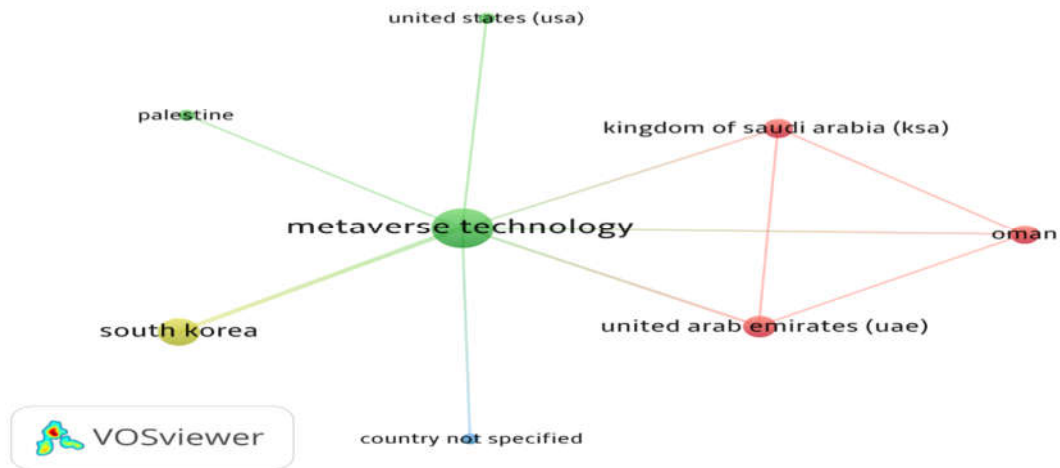 united states (usa)
palestine
kingdom of saudi arabia (ksa)
metaverse technology
oman
south korea
united arab emirates (uae)
VOSviewer
country not specified